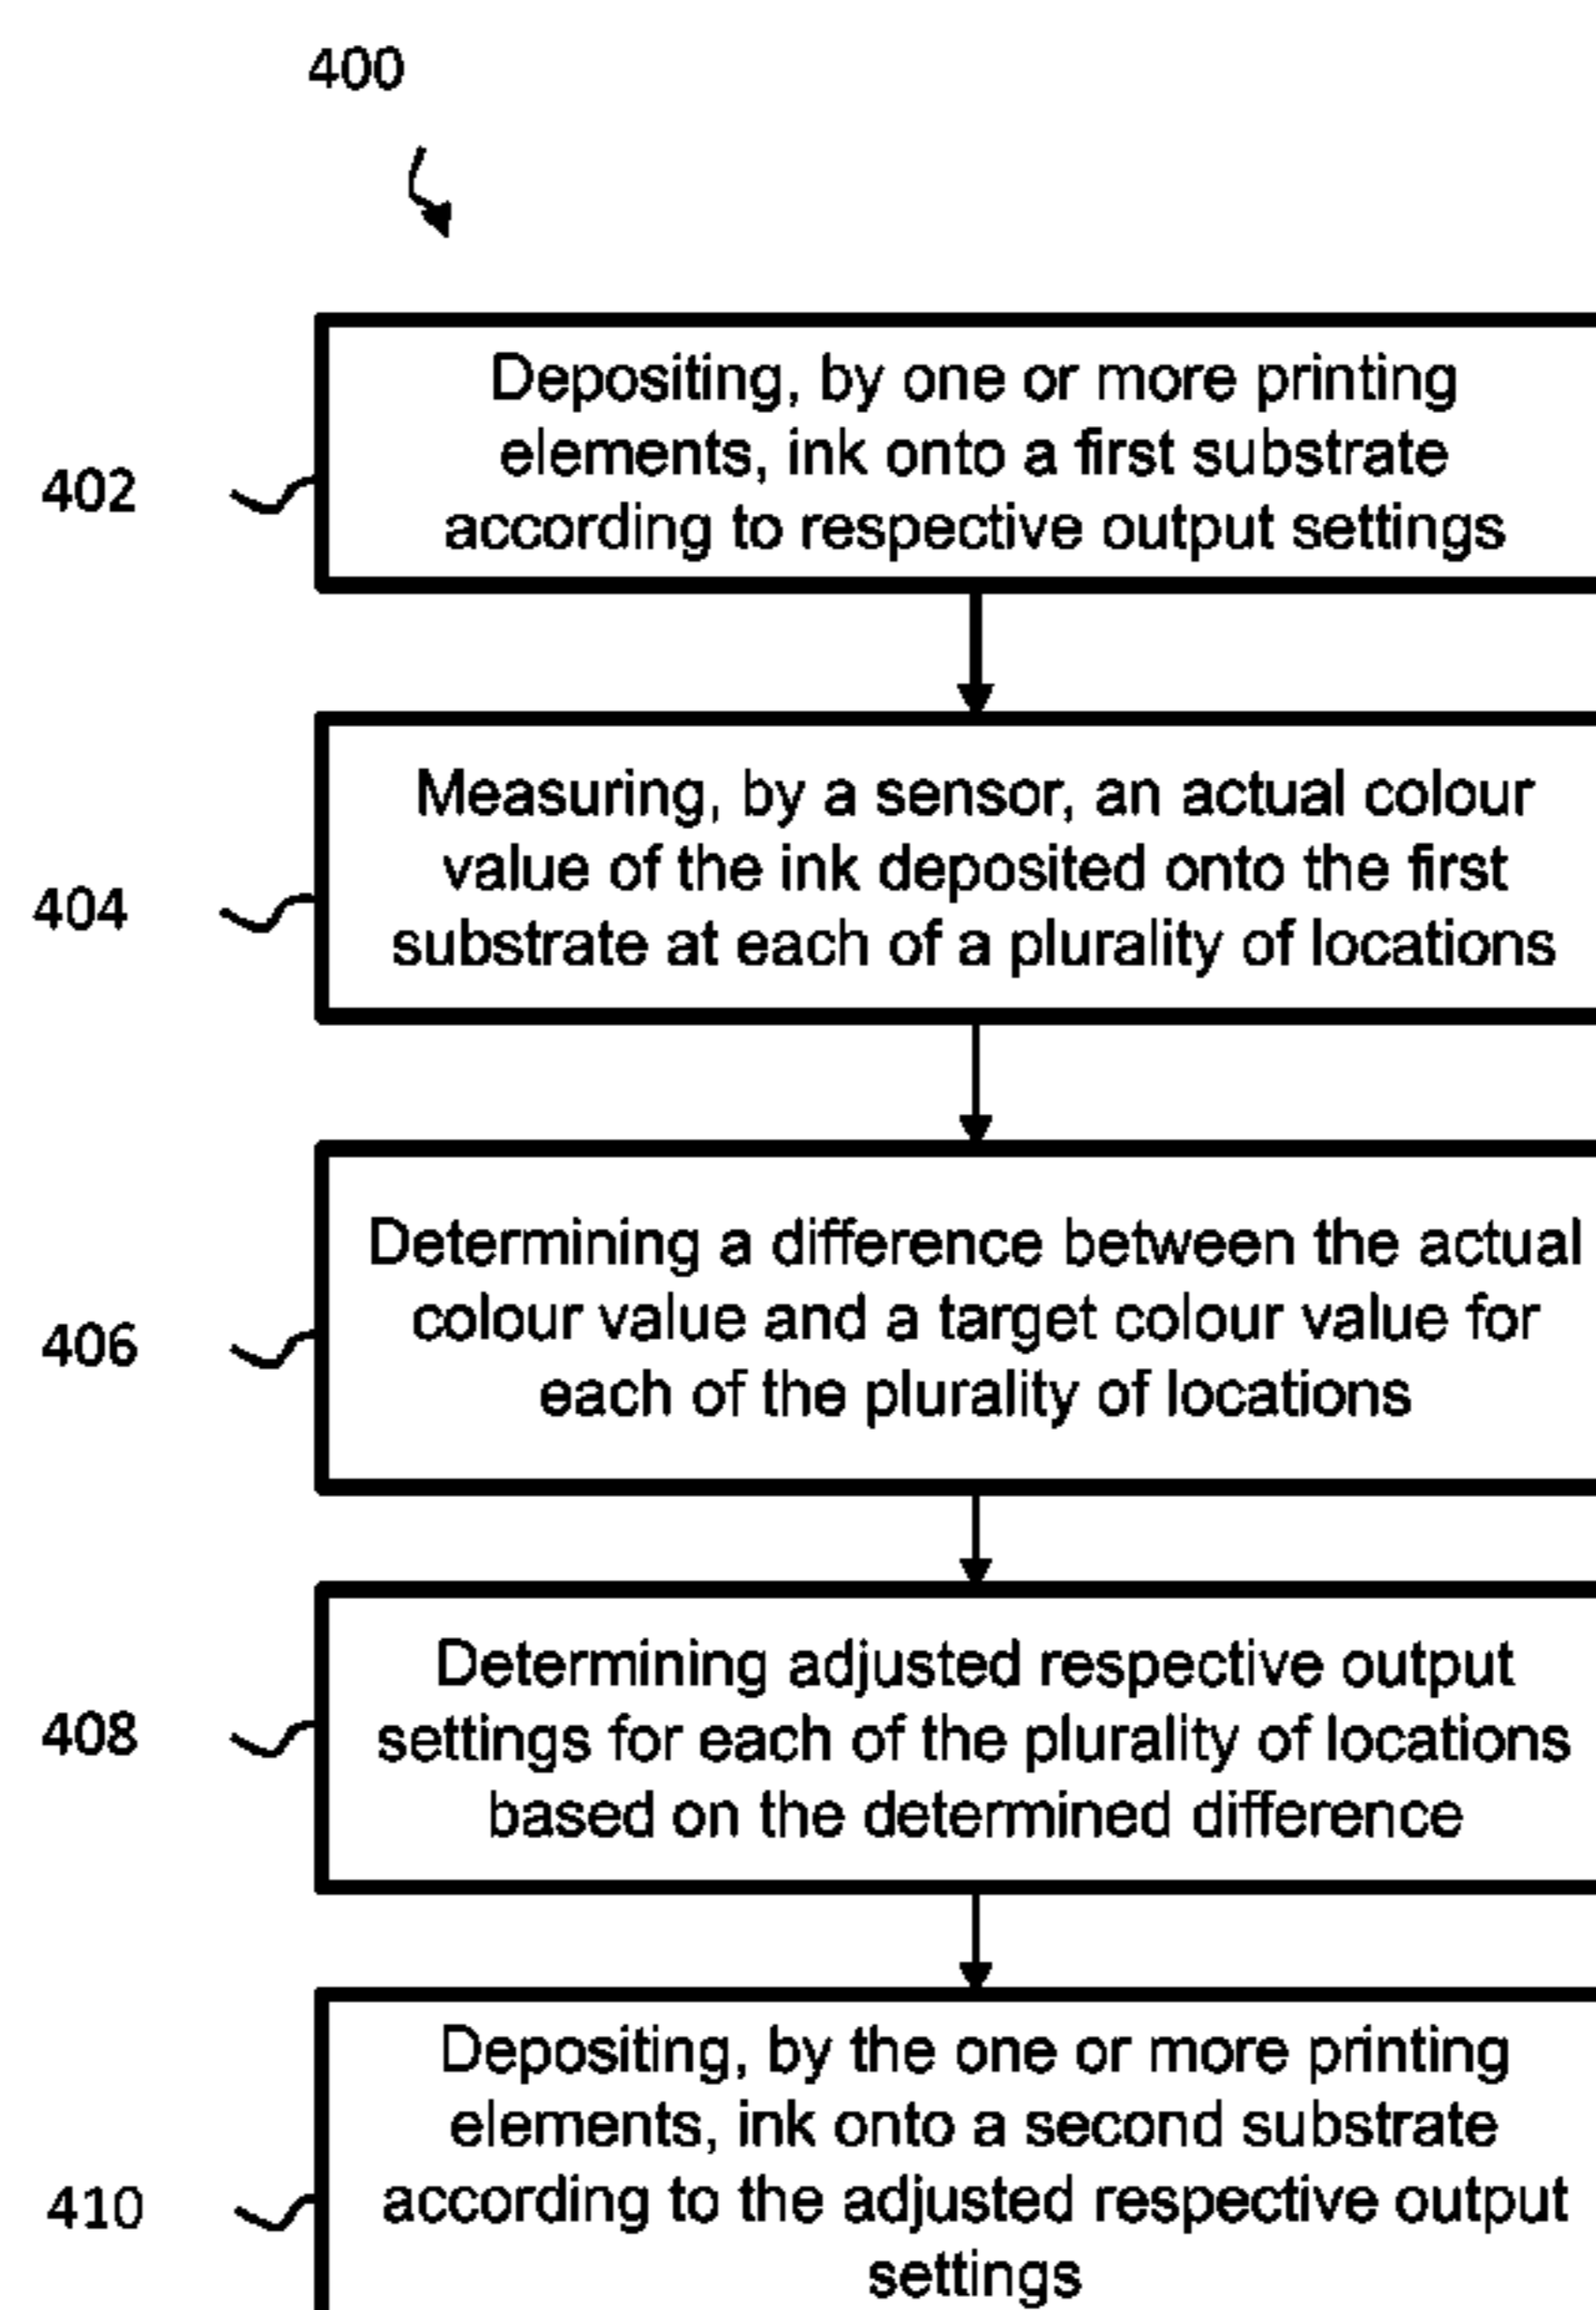 400
Depositing, by one or more printing
elements, ink onto a first substrate
according to respective output settings
402
Measuring, by a sensor, an actual colour
value of the ink deposited onto the first
substrate at each of a plurality of locations
404
Determining a difference between the actual
colour value and a target colour value for
each of the plurality of locations
406
Determining adjusted respective output
settings for each of the plurality of locations
based on the determined difference
408
Depositing, by the one or more printing
elements, ink onto a second substrate
according to the adjusted respective output
settings
410